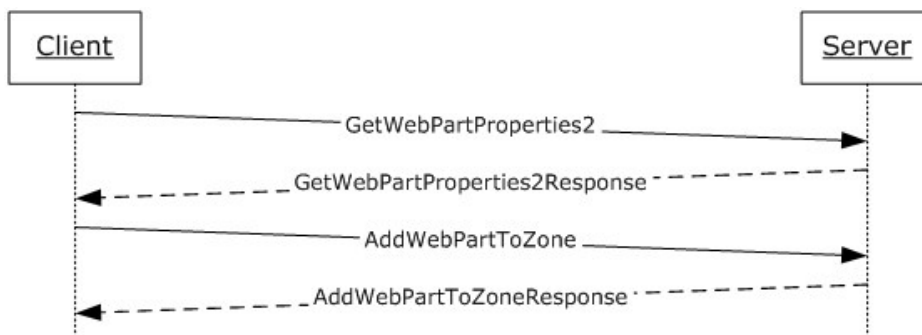 Client
Server
GetWebPartProperties2
GetWebPartProperties2Response
AddWebPartToZone
AddWebPartToZoneResponse